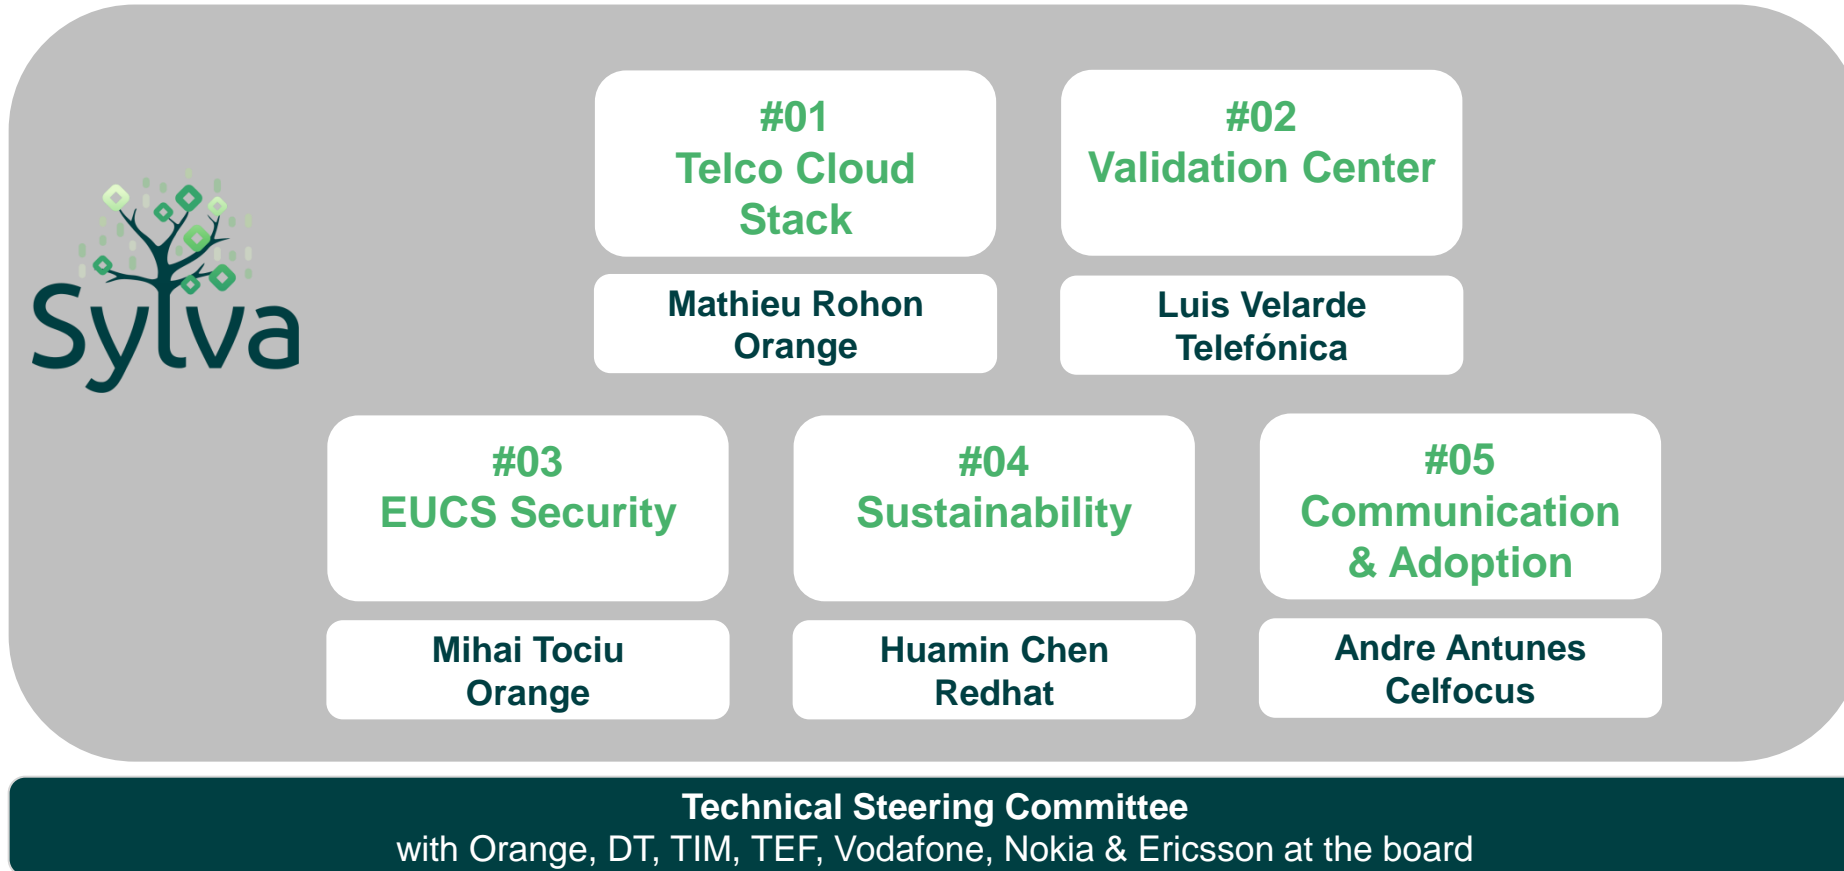 Sylva
#01
Telco Cloud
Stack
Mathieu Rohon
Orange
#02
Validation Center
Luis Velarde
Telefónica
#03
EUCS Security
Mihai Tociu
Orange
#04
Sustainability
Huamin Chen
Redhat
#05
Communication
& Adoption
Andre Antunes
Celfocus
Technical Steering Committee
with Orange, DT, TIM, TEF, Vodafone, Nokia & Ericsson at the board